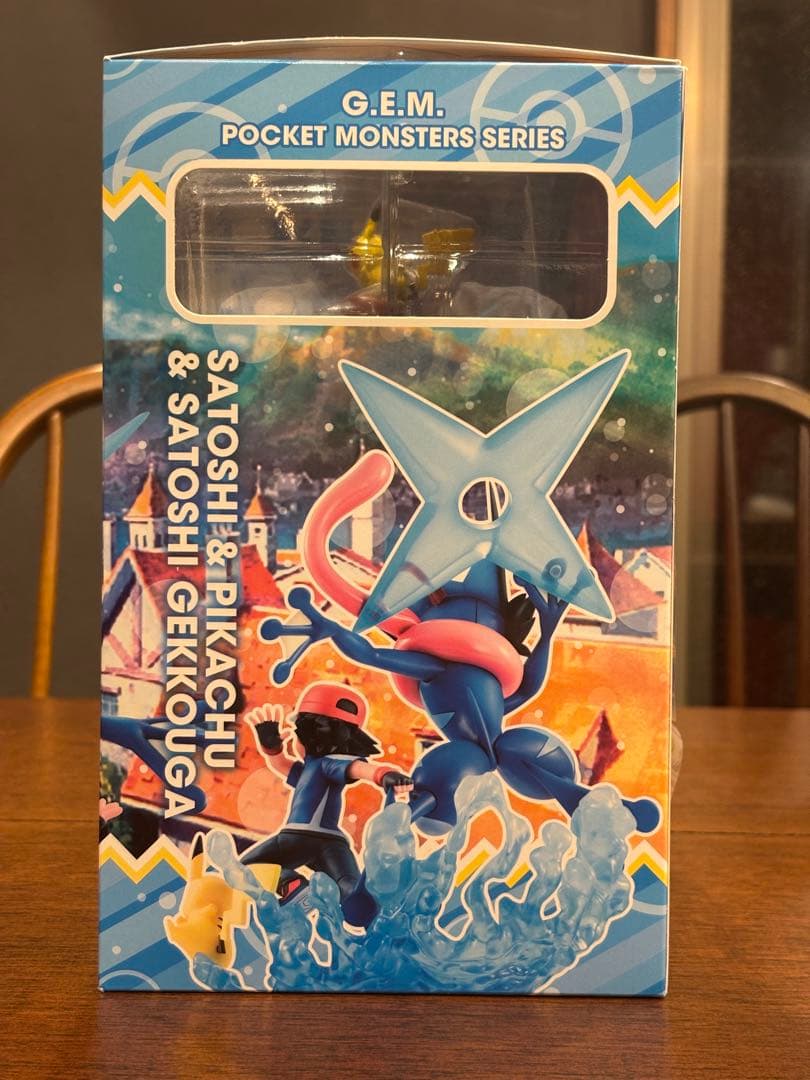 G.E.M.
POCKET MONSTERS SERIES
SATOSHI & PIKACHU
& SATOSHI GEKKOUGA